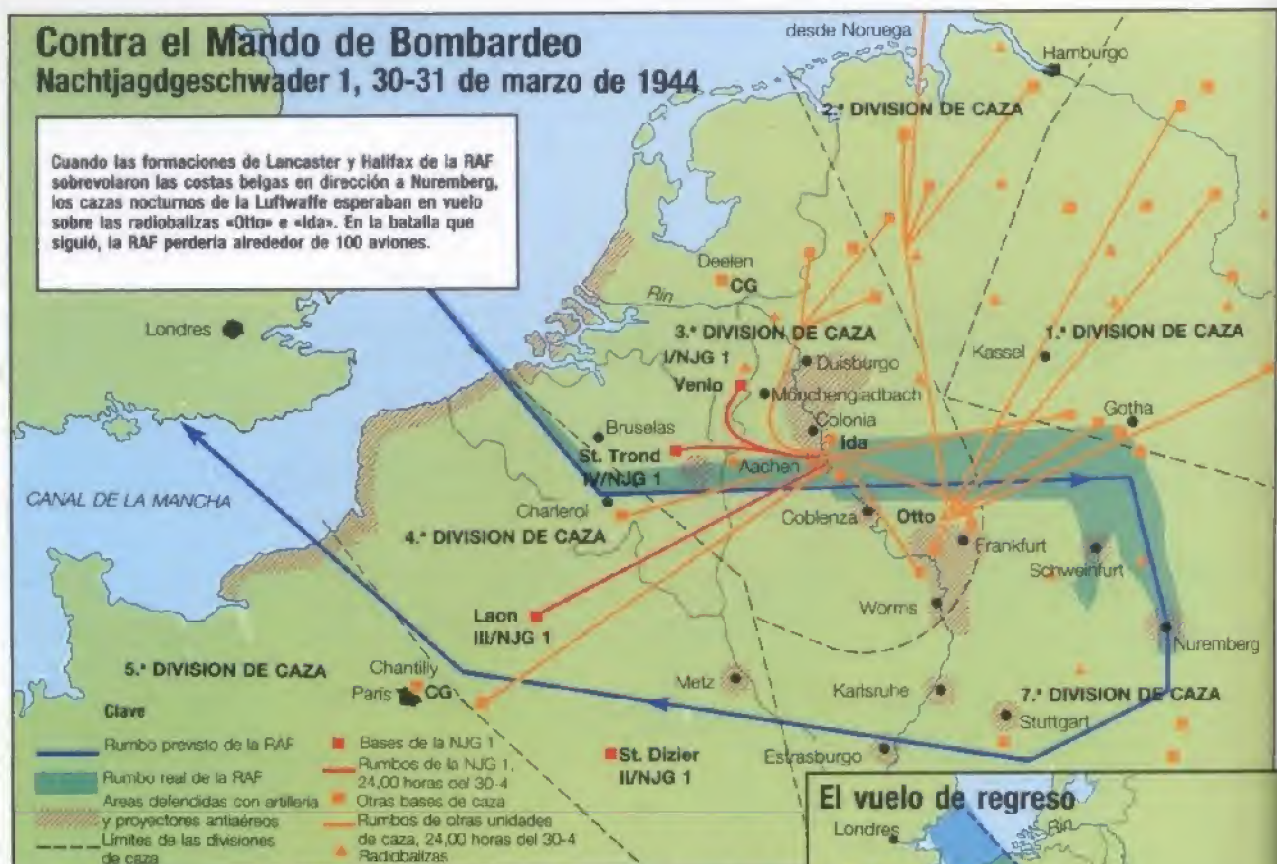 Contra el Mando de Bombardeo
Nachtjagdgeschwader 1, 30-31 de marzo de 1944
Cuando las formaciones de Lancaster y Halifax de la RAF
sobrevolaron las costas belgas en dirección a Nuremberg,
los cazas nocturnos de la Luftwaffe esperaban en vuelo
sobre las radiobalizas «Otto» e «Ida». En la batalla que
siguió, la RAF perdería alrededor de 100 aviones.
desde Noruega
Hamburgo
2.ª DIVISION DE CAZA
Deelen
CG
Rin
Londres
3.ª DIVISION DE CAZA
1.ª DIVISION DE CAZA
I/NJG 1
Duisburgo
Kassel
Venlo
Mönchengladbach
Gotha
Bruselas
Colonia
Ida
St. Trond
IV/NJG 1
Aachen
CANAL DE LA MANCHA
Charleroi
Coblenza
Otto
4.ª DIVISION DE CAZA
Frankfurt
Schweinfurt
Worms
Laon
III/NJG 1
Nuremberg
5.ª DIVISION DE CAZA
Chantilly
París
CG
Metz
Karlsruhe
7.ª DIVISION DE CAZA
Stuttgart
St. Dizier
II/NJG 1
Estrasburgo
Clave
Rumbo previsto de la RAF
Rumbo real de la RAF
Areas defendidas con artillería
y proyectores antiaéreos
Límites de las divisiones
de caza
Bases de la NJG 1
Rumbos de la NJG 1,
24,00 horas del 30-4
Otras bases de caza
Rumbos de otras unidades
de caza, 24,00 horas del 30-4
Radiobalizas
El vuelo de regreso
Londres
Rin